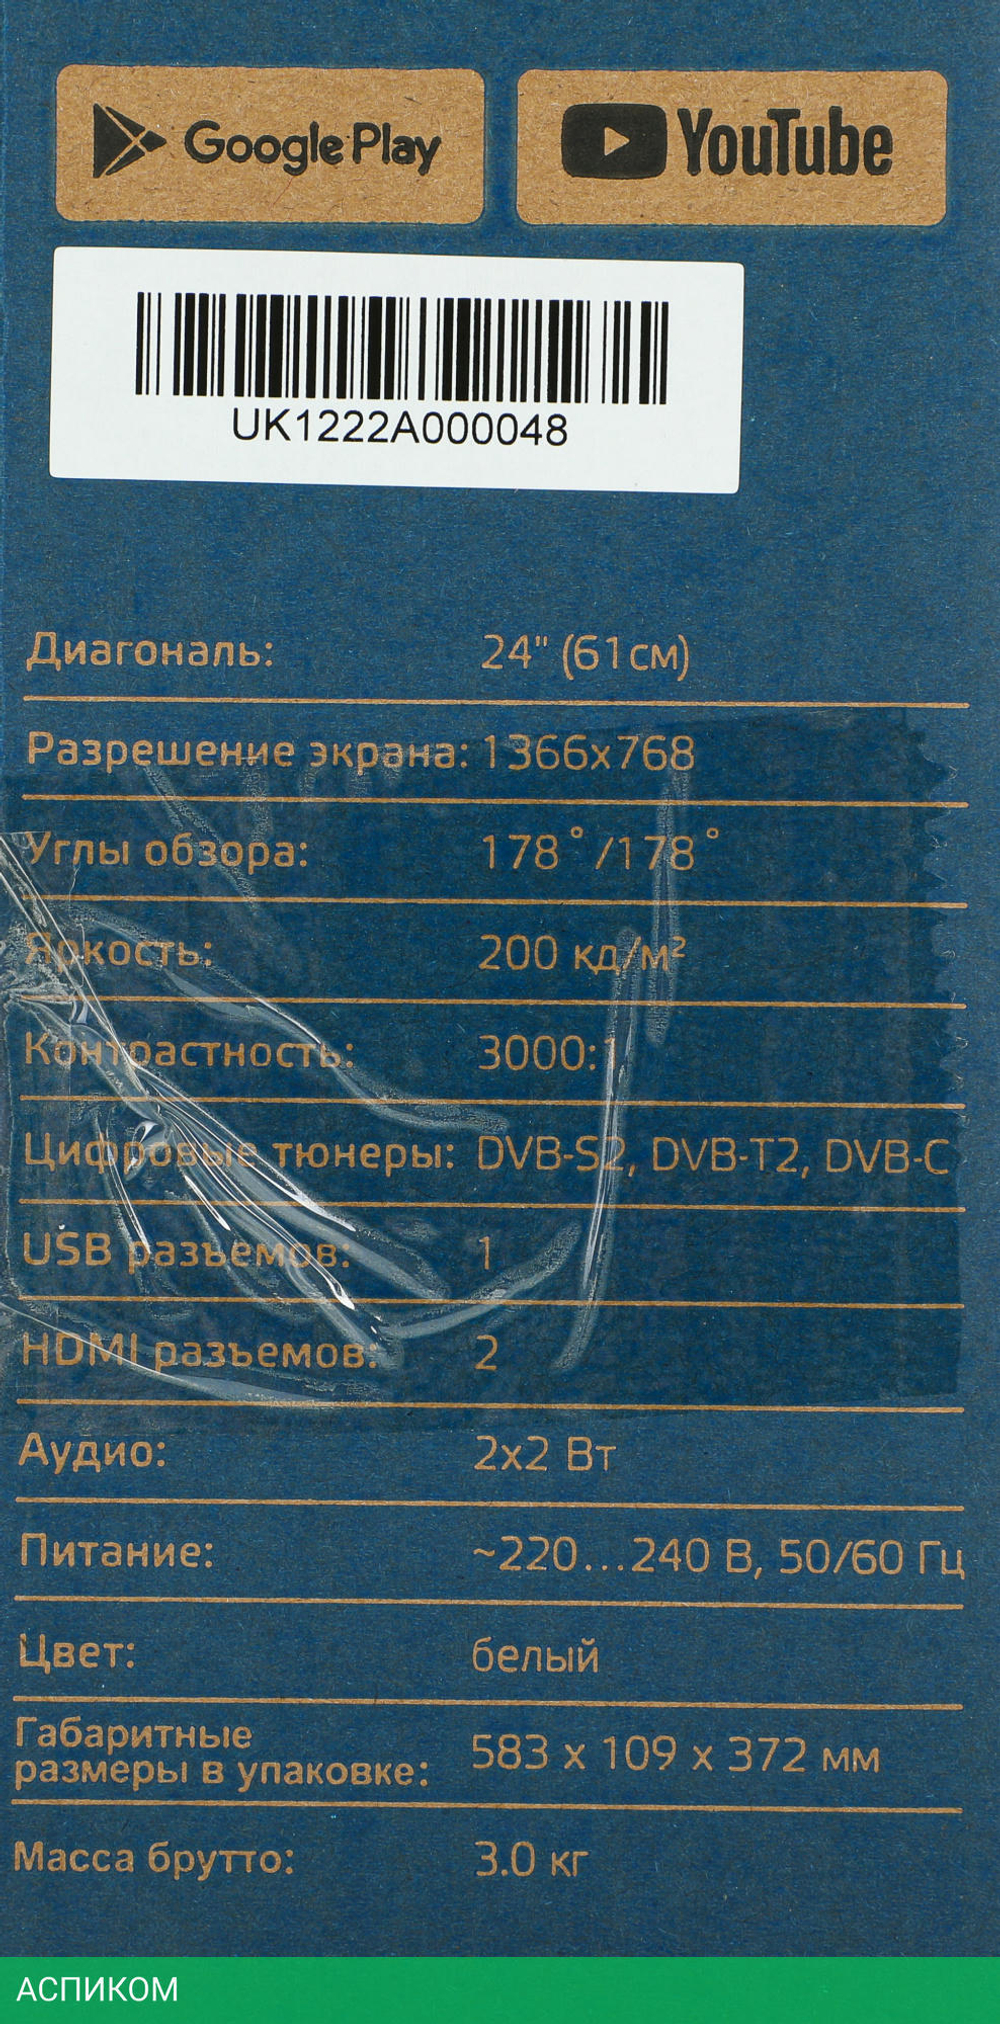 Google Play
YouTube
UK1222A000048
Диагональ: 24" (61см)
Разрешение экрана: 1366x768
Углы обзора: 178°/178°
Яркость: 200 кд/м²
Контрастность: 3000:1
Цифровые тюнеры: DVB-S2, DVB-T2, DVB-C
USB разъемов: 1
HDMI разъемов: 2
Аудио: 2x2 Вт
Питание: ~220...240 В, 50/60 Гц
Цвет: белый
Габаритные
размеры в упаковке: 583 x 109 x 372 мм
Масса брутто: 3.0 кг
АСПИКОМ